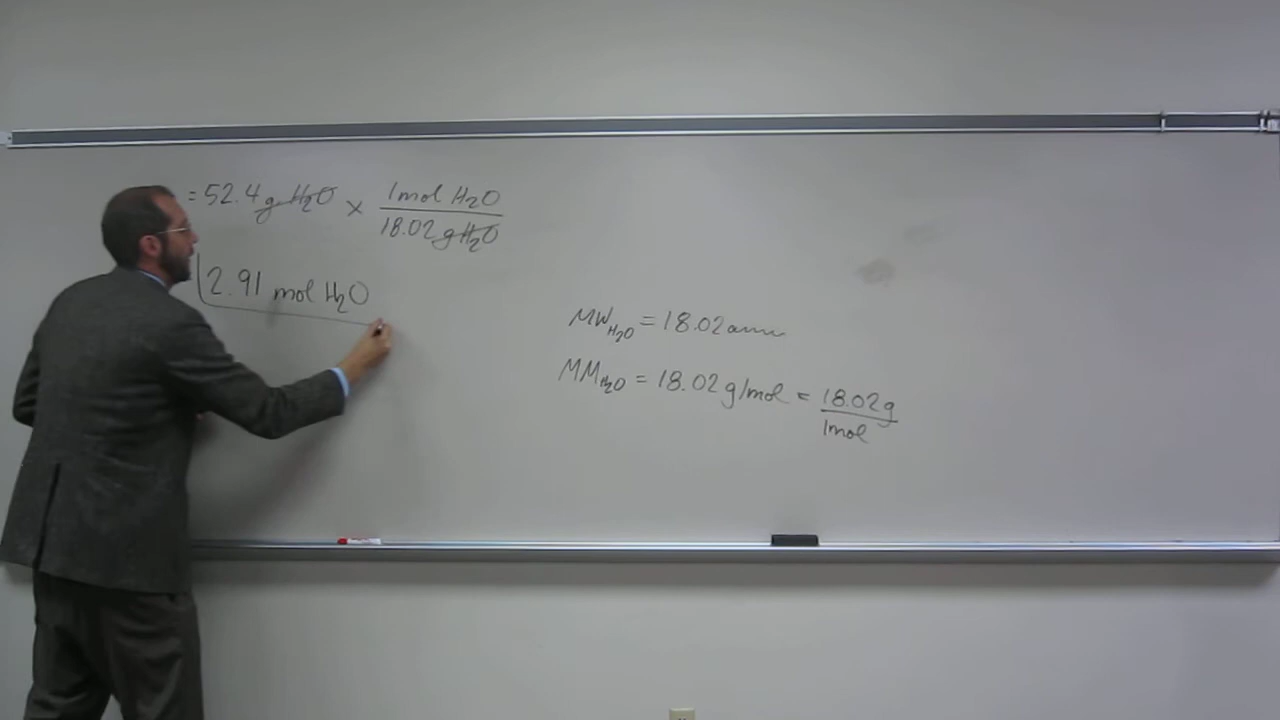 = 52.4 g H₂O × 1 mol H₂O / 18.02 g H₂O
2.91 mol H₂O
MW H₂O = 18.02 amu
MM H₂O = 18.02 g/mol = 18.02 g / 1 mol